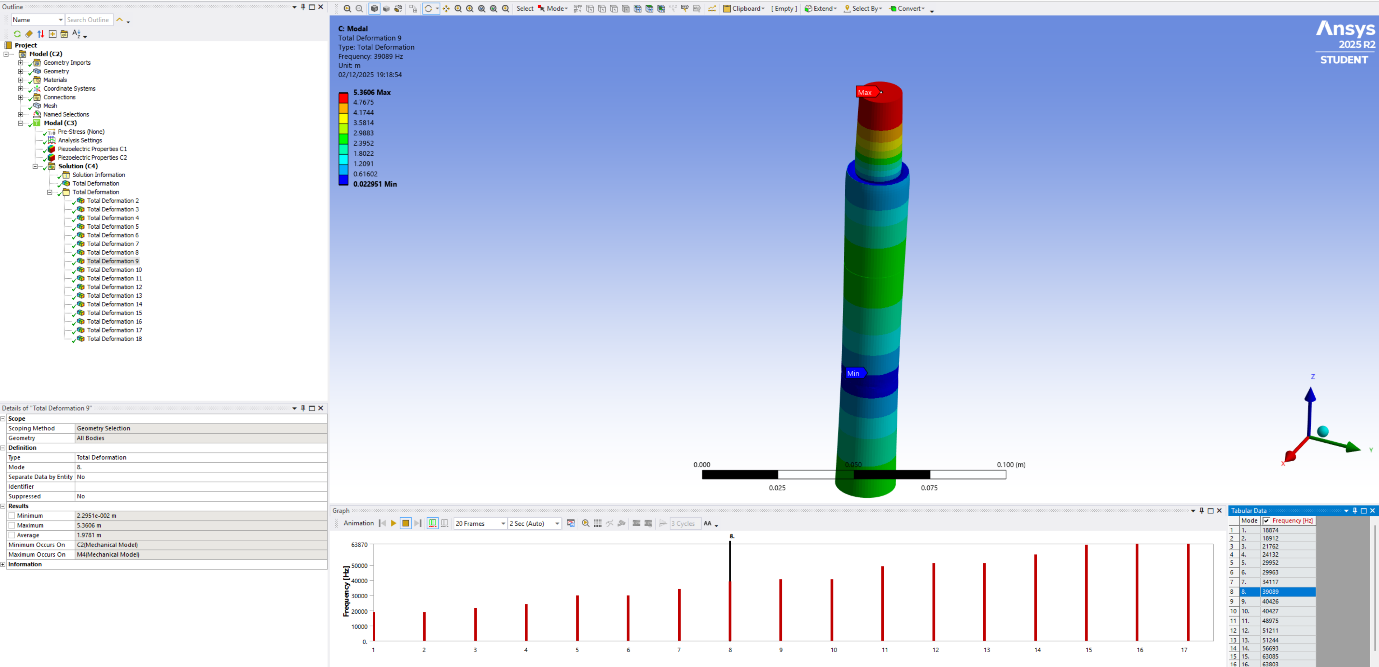 Outline
Name
Search Outline
Project
Model (C2)
Geometry Imports
Geometry
Materials
Coordinate Systems
Connections
Mesh
Named Selections
Modal (C3)
Pre-Stress (None)
Analysis Settings
Piezoelectric Properties C1
Piezoelectric Properties C2
Solution (C4)
Solution Information
Total Deformation
Total Deformation
Total Deformation 2
Total Deformation 3
Total Deformation 4
Total Deformation 5
Total Deformation 6
Total Deformation 7
Total Deformation 8
Total Deformation 9
Total Deformation 10
Total Deformation 11
Total Deformation 12
Total Deformation 13
Total Deformation 14
Total Deformation 15
Total Deformation 16
Total Deformation 17
Total Deformation 18
Details of "Total Deformation 9"
Scope
Scoping Method Geometry Selection
Geometry All Bodies
Definition
Type Total Deformation
Mode 8.
Separate Data by Entity No
Identifier
Suppressed No
Results
Minimum 2.2951e-002 m
Maximum 5.3606 m
Average 1.9781 m
Minimum Occurs On C2(Mechanical Model)
Maximum Occurs On M4(Mechanical Model)
Information
Select Mode Clipboard [ Empty ] Extend Select By Convert
C: Modal
Total Deformation 9
Type: Total Deformation
Frequency: 39089 Hz
Unit: m
02/12/2025 19:18:54
5.3606 Max
4.7675
4.1744
3.5814
2.9883
2.3952
1.8022
1.2091
0.61602
0.022951 Min
Max
Min
Ansys
2025 R2
STUDENT
Z
Y
X
0.000 0.050 0.100 (m)
0.025 0.075
Graph
Animation 20 Frames 2 Sec (Auto) 3 Cycles AA
Frequency [Hz]
63870
50000
40000
30000
20000
10000
0.
8.
1 2 3 4 5 6 7 8 9 10 11 12 13 14 15 16 17
Tabular Data
Mode Frequency [Hz]
1 1. 18874
2 2. 18912
3 3. 21762
4 4. 24132
5 5. 29952
6 6. 29963
7 7. 34117
8 8. 39089
9 9. 40426
10 10. 40427
11 11. 48975
12 12. 51211
13 13. 51244
14 14. 56693
15 15. 63085
16 16. 63803